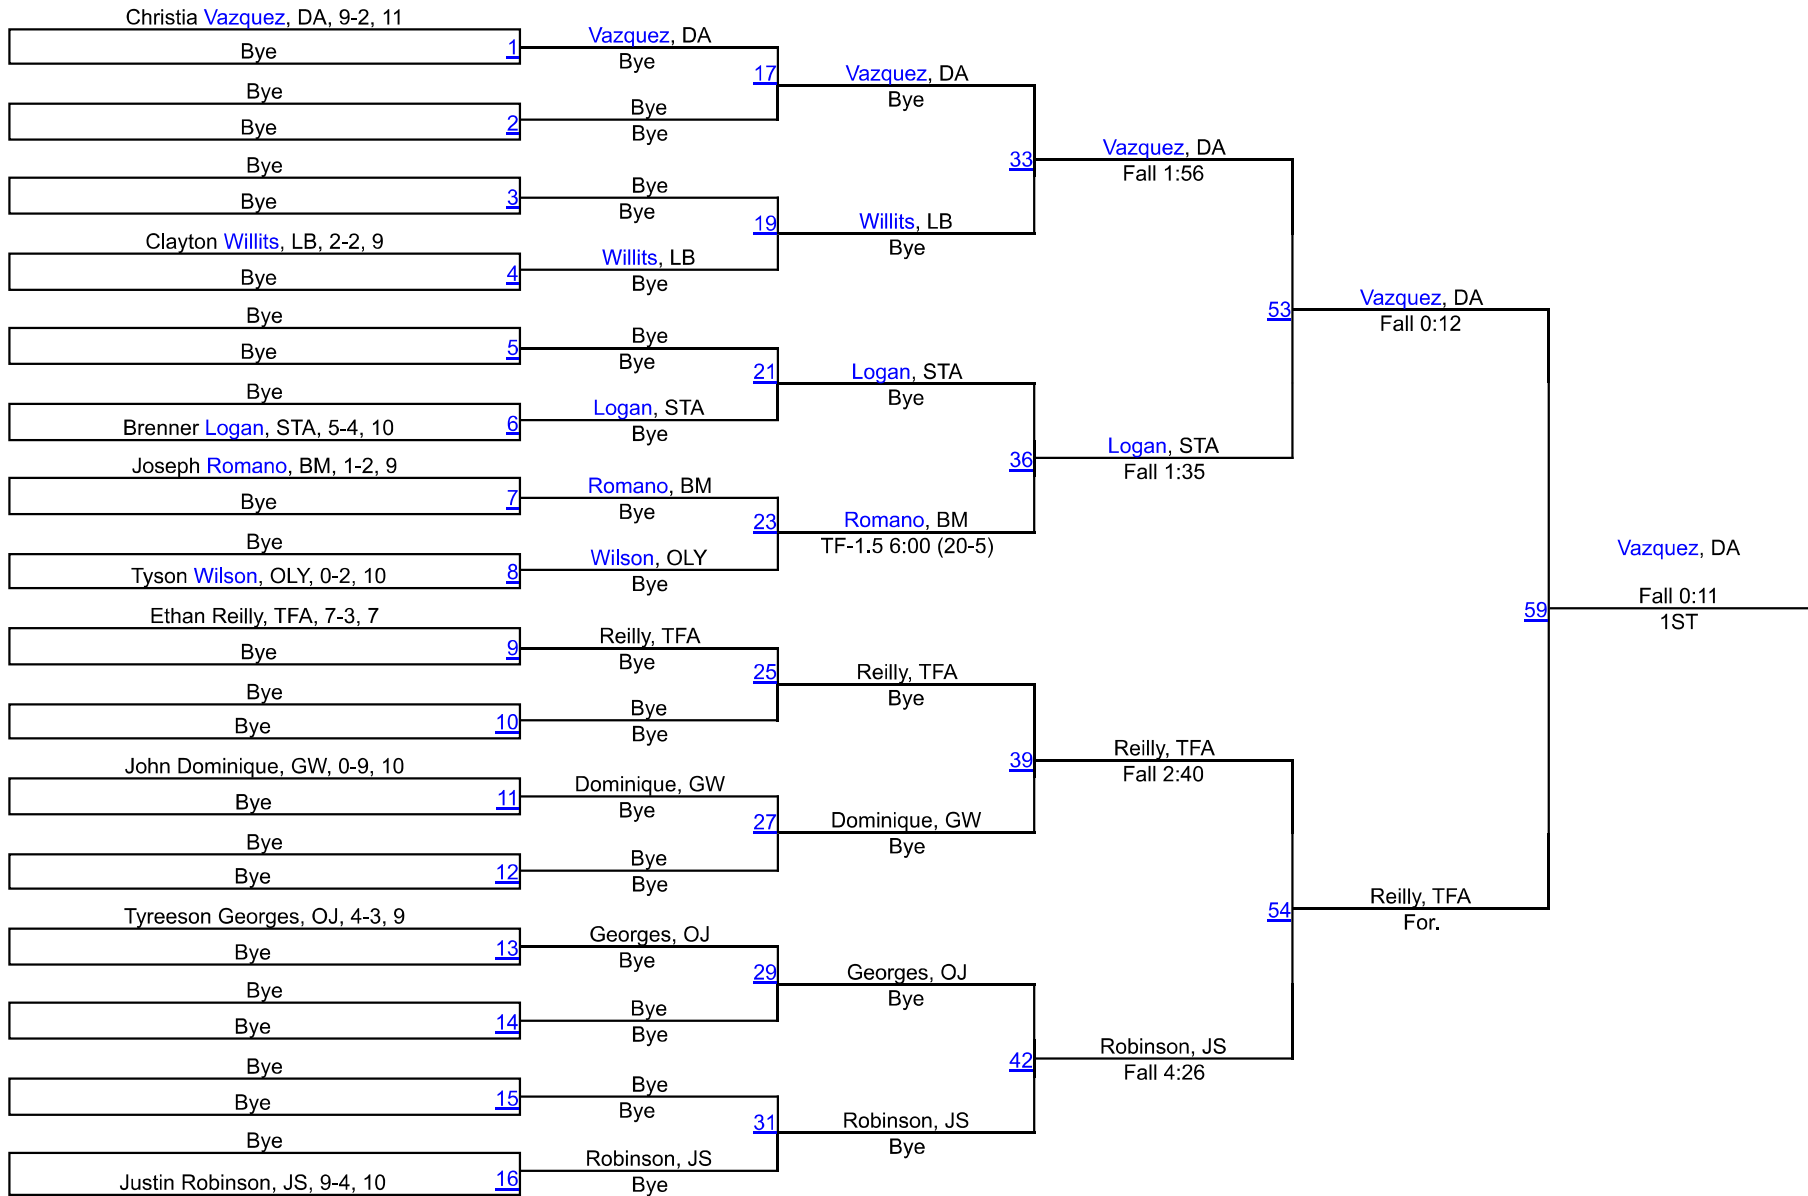 Christia Vazquez, DA, 9-2, 11
Bye
1
Bye
Bye
2
Bye
Bye
3
Clayton Willits, LB, 2-2, 9
Bye
4
Bye
Bye
5
Bye
Brenner Logan, STA, 5-4, 10
6
Joseph Romano, BM, 1-2, 9
Bye
7
Bye
Tyson Wilson, OLY, 0-2, 10
8
Ethan Reilly, TFA, 7-3, 7
Bye
9
Bye
Bye
10
John Dominique, GW, 0-9, 10
Bye
11
Bye
Bye
12
Tyreeson Georges, OJ, 4-3, 9
Bye
13
Bye
Bye
14
Bye
Bye
15
Bye
Justin Robinson, JS, 9-4, 10
16
Vazquez, DA
Bye
17
Bye
Bye
Bye
Bye
19
Willits, LB
Bye
Bye
Bye
21
Logan, STA
Bye
Romano, BM
Bye
23
Wilson, OLY
Bye
Reilly, TFA
Bye
25
Bye
Bye
Dominique, GW
Bye
27
Bye
Bye
Georges, OJ
Bye
29
Bye
Bye
Bye
Bye
31
Robinson, JS
Bye
Vazquez, DA
Bye
33
Willits, LB
Bye
Logan, STA
Bye
36
Romano, BM
TF-1.5 6:00 (20-5)
Reilly, TFA
Bye
39
Dominique, GW
Bye
Georges, OJ
Bye
42
Robinson, JS
Bye
Vazquez, DA
Fall 1:56
53
Logan, STA
Fall 1:35
Reilly, TFA
Fall 2:40
54
Robinson, JS
Fall 4:26
Vazquez, DA
Fall 0:12
59
Reilly, TFA
For.
Vazquez, DA
Fall 0:11
1ST